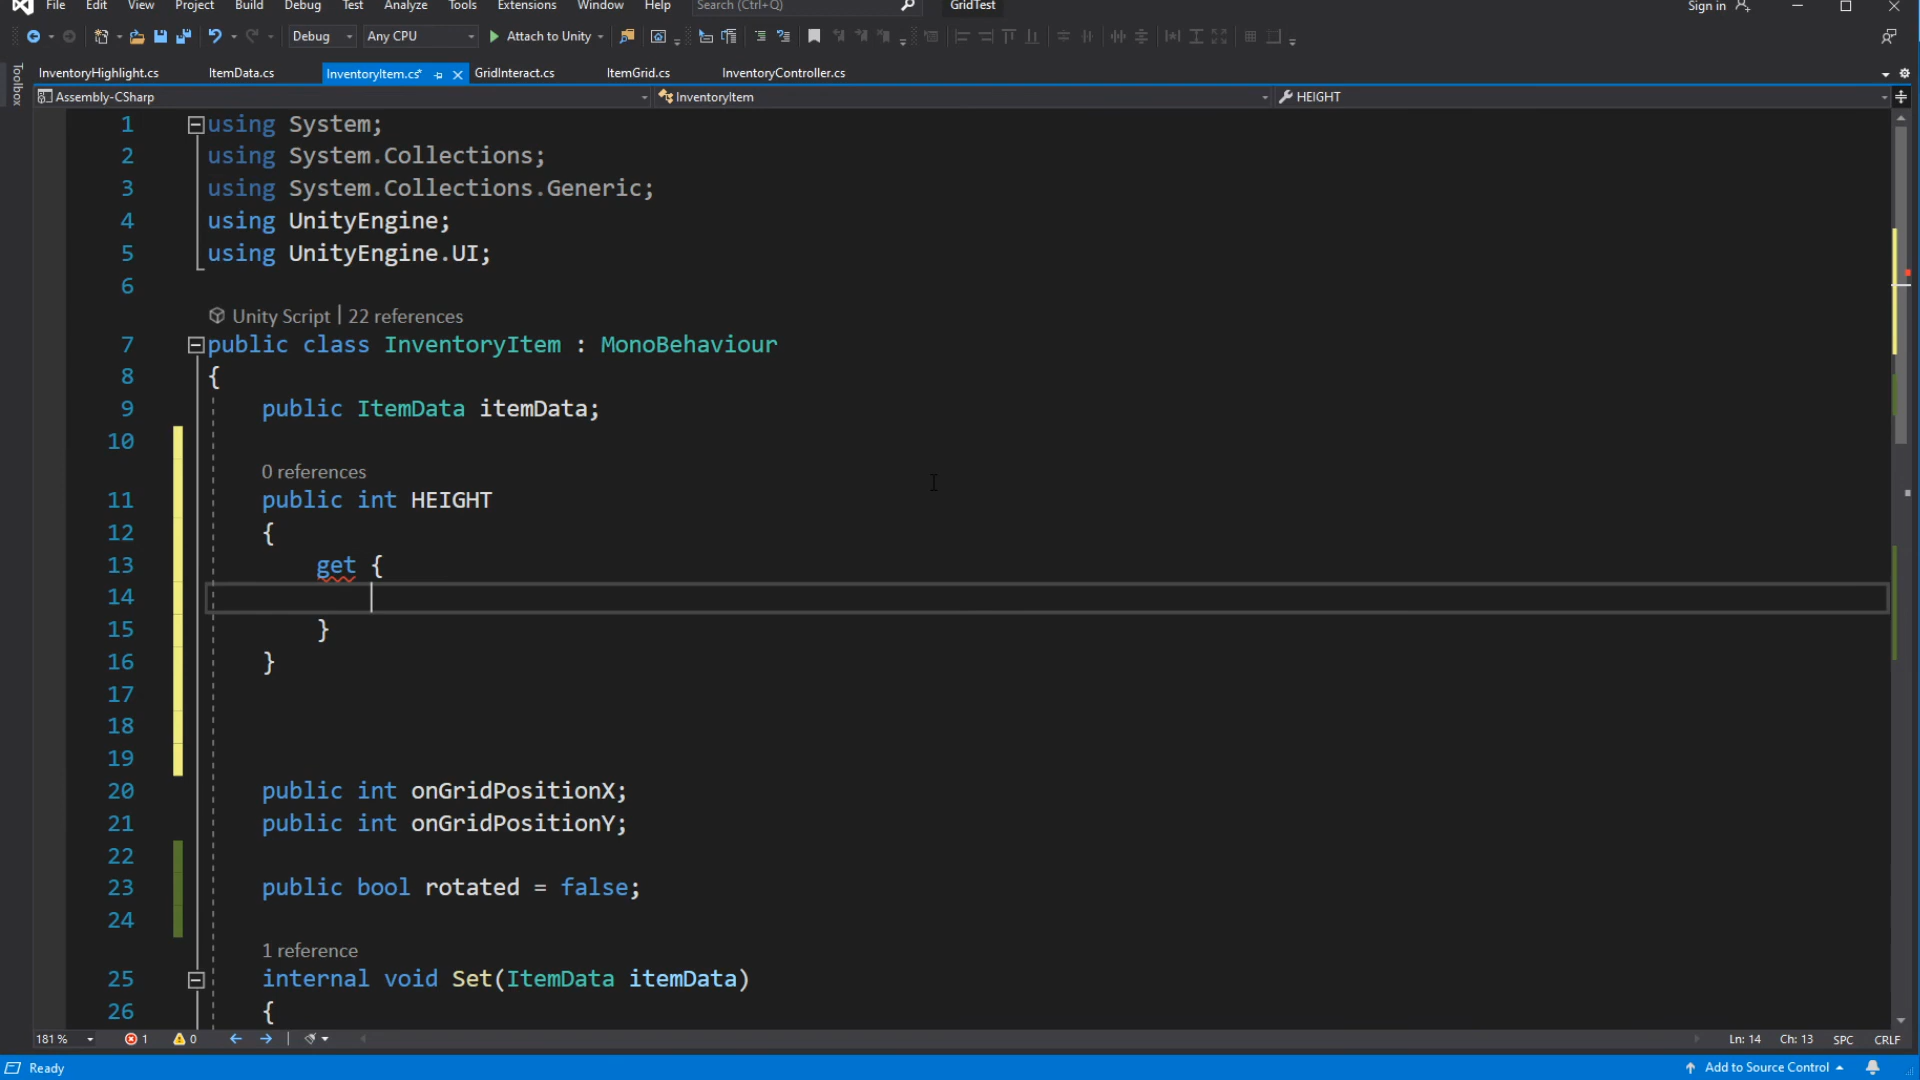 File Edit View Project Build Debug Test Analyze Tools Extensions Window Help Search (Ctrl+Q) GridTest Sign in
Debug Any CPU Attach to Unity
Toolbox
InventoryHighlight.cs ItemData.cs InventoryItem.cs* GridInteract.cs ItemGrid.cs InventoryController.cs
Assembly-CSharp InventoryItem HEIGHT
1 using System;
2 using System.Collections;
3 using System.Collections.Generic;
4 using UnityEngine;
5 using UnityEngine.UI;
6
Unity Script | 22 references
7 public class InventoryItem : MonoBehaviour
8 {
9 public ItemData itemData;
10
0 references
11 public int HEIGHT
12 {
13 get {
14
15 }
16 }
17
18
19
20 public int onGridPositionX;
21 public int onGridPositionY;
22
23 public bool rotated = false;
24
1 reference
25 internal void Set(ItemData itemData)
26 {
181 % 1 0 Ln: 14 Ch: 13 SPC CRLF
Ready Add to Source Control